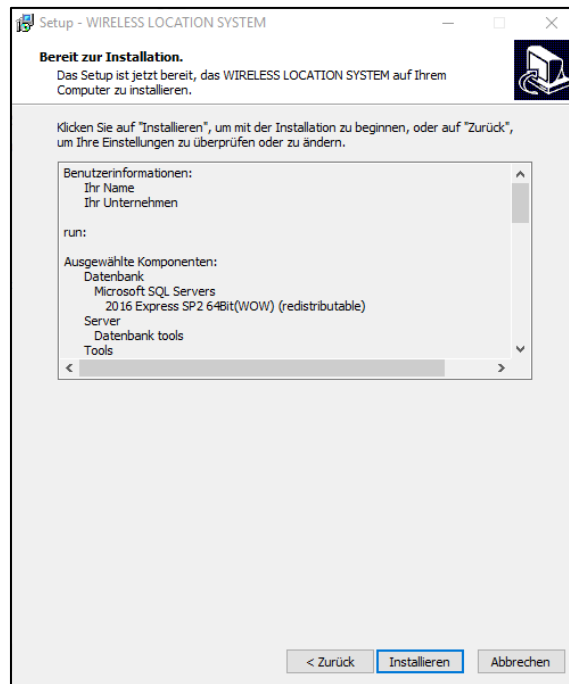 Setup - WIRELESS LOCATION SYSTEM
Bereit zur Installation.
Das Setup ist jetzt bereit, das WIRELESS LOCATION SYSTEM auf Ihrem
Computer zu installieren.
Klicken Sie auf "Installieren", um mit der Installation zu beginnen, oder auf "Zurück",
um Ihre Einstellungen zu überprüfen oder zu ändern.
Benutzerinformationen:
Ihr Name
Ihr Unternehmen
run:
Ausgewählte Komponenten:
Datenbank
Microsoft SQL Servers
2016 Express SP2 64Bit(WOW) (redistributable)
Server
Datenbank tools
Tools
< Zurück
Installieren
Abbrechen